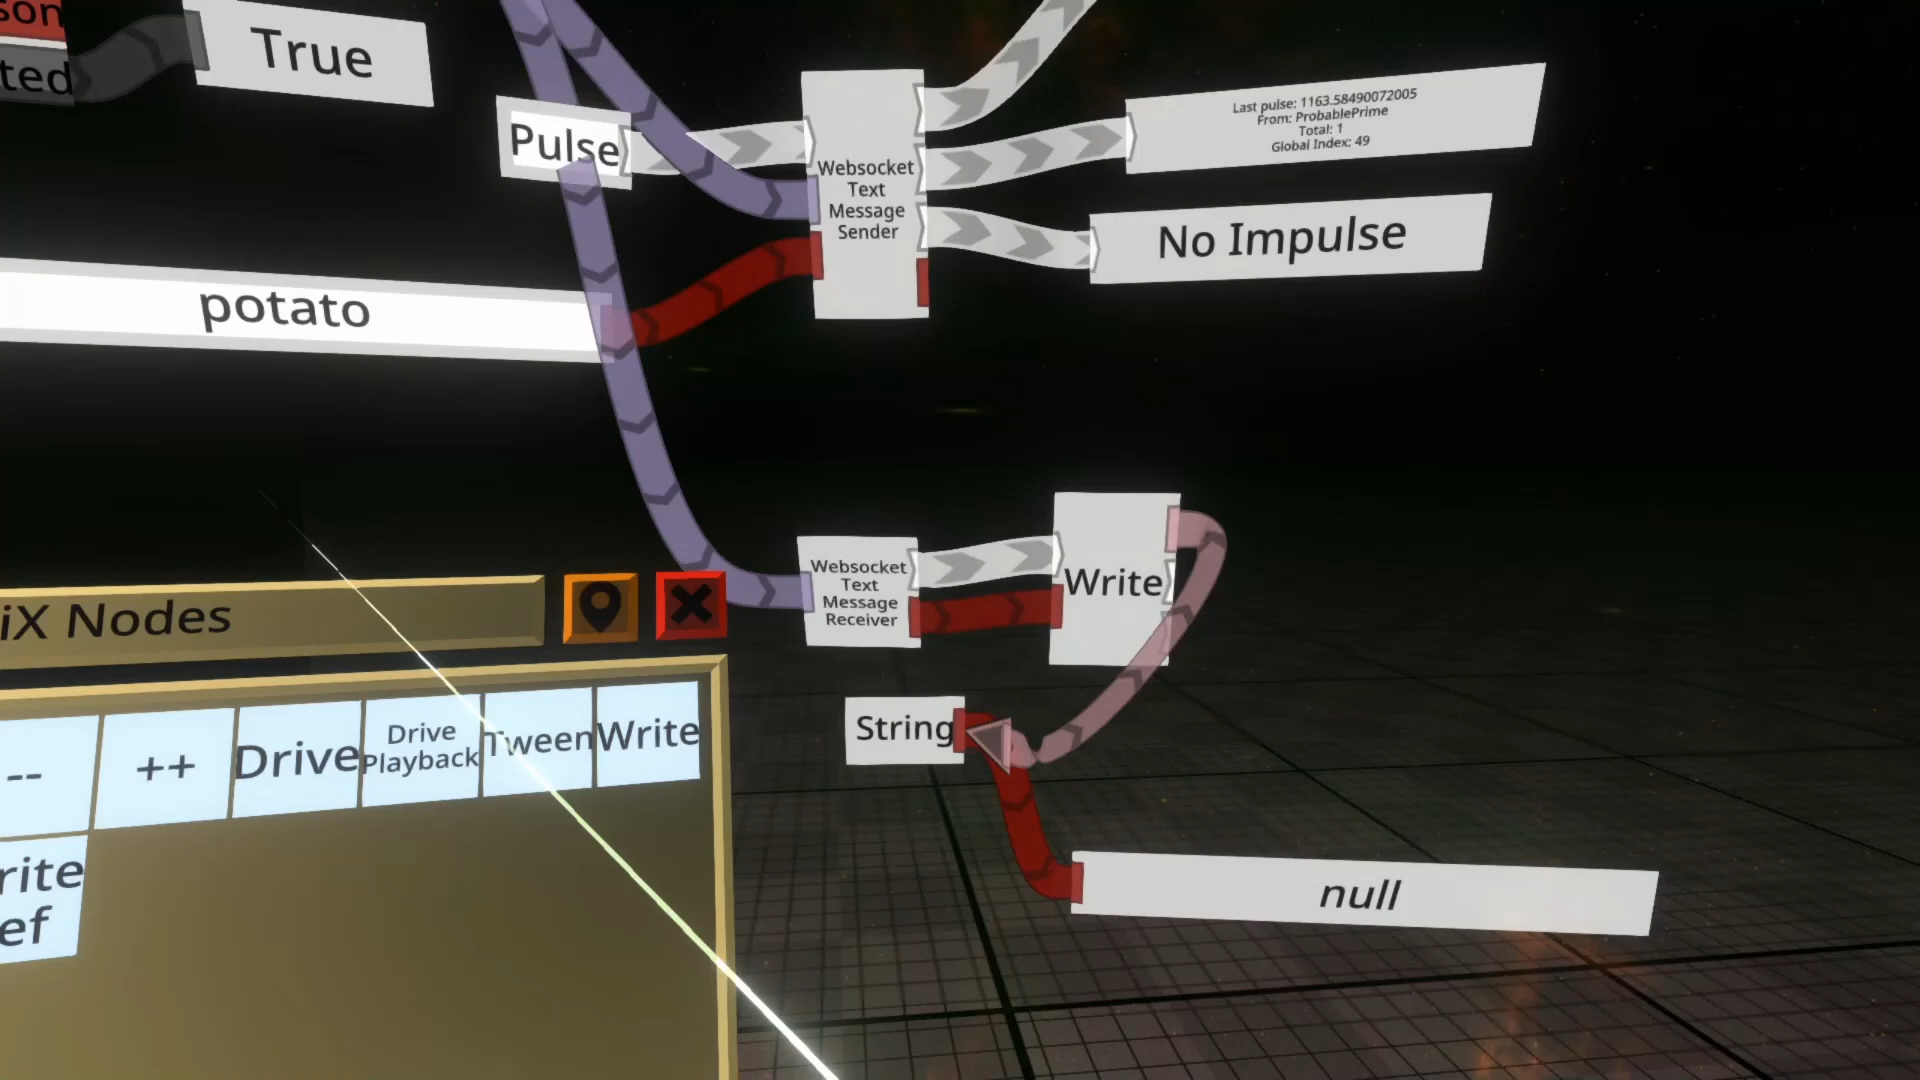 son
ted
True
Pulse
Websocket
Text
Message
Sender
Last pulse: 1163.58490072005
From: ProbablePrime
Total: 1
Global Index: 49
No Impulse
potato
Websocket
Text
Message
Receiver
Write
iX Nodes
String
--
++
Drive
Drive
Playback
Tween
Write
rite
ef
null